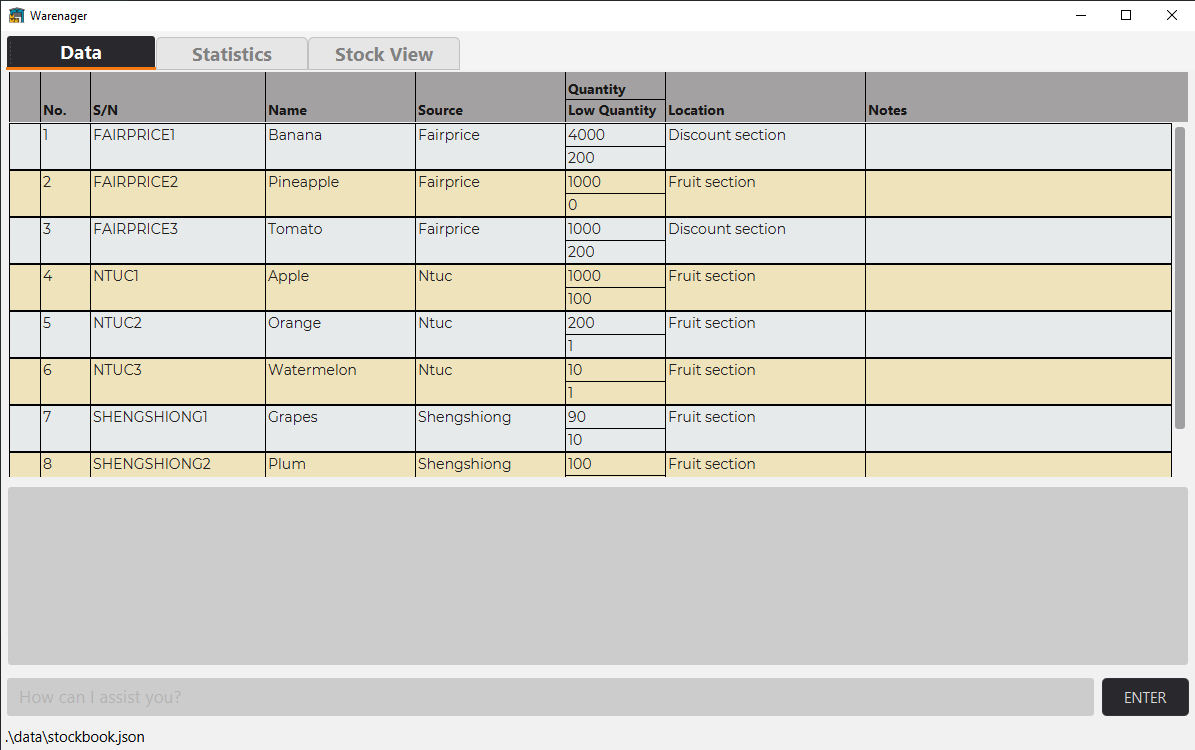 Warenager
Data Statistics Stock View
Quantity
No. S/N Name Source Low Quantity Location Notes
1 FAIRPRICE1 Banana Fairprice 4000 Discount section
200
2 FAIRPRICE2 Pineapple Fairprice 1000 Fruit section
0
3 FAIRPRICE3 Tomato Fairprice 1000 Discount section
200
4 NTUC1 Apple Ntuc 1000 Fruit section
100
5 NTUC2 Orange Ntuc 200 Fruit section
1
6 NTUC3 Watermelon Ntuc 10 Fruit section
1
7 SHENGSHIONG1 Grapes Shengshiong 90 Fruit section
10
8 SHENGSHIONG2 Plum Shengshiong 100 Fruit section
How can I assist you?
ENTER
.\data\stockbook.json